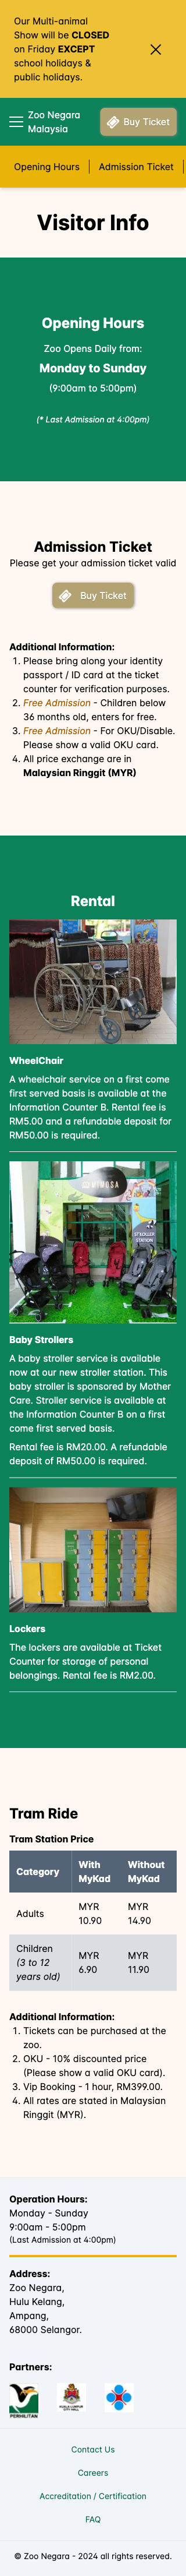 Our Multi-animal
Show will be CLOSED
on Friday EXCEPT
school holidays &
public holidays.
Zoo Negara
Malaysia
Buy Ticket
Opening Hours
Admission Ticket
Visitor Info
Opening Hours
Zoo Opens Daily from:
Monday to Sunday
(9:00am to 5:00pm)
(* Last Admission at 4:00pm)
Admission Ticket
Please get your admission ticket valid
Buy Ticket
Additional Information:
1. Please bring along your identity
passport / ID card at the ticket
counter for verification purposes.
2. Free Admission - Children below
36 months old, enters for free.
3. Free Admission - For OKU/Disable.
Please show a valid OKU card.
4. All price exchange are in
Malaysian Ringgit (MYR)
Rental
WheelChair
A wheelchair service on a first come
first served basis is available at the
Information Counter B. Rental fee is
RM5.00 and a refundable deposit for
RM50.00 is required.
MIMOSA
STROLLER
STATION
Baby Strollers
A baby stroller service is available
now at our new stroller station. This
baby stroller is sponsored by Mother
Care. Stroller service is available at
the Information Counter B on a first
come first served basis.
Rental fee is RM20.00. A refundable
deposit of RM50.00 is required.
Lockers
The lockers are available at Ticket
Counter for storage of personal
belongings. Rental fee is RM2.00.
Tram Ride
Tram Station Price
Category
With
MyKad
Without
MyKad
Adults
MYR
10.90
MYR
14.90
Children
(3 to 12
years old)
MYR
6.90
MYR
11.90
Additional Information:
1. Tickets can be purchased at the
zoo.
2. OKU - 10% discounted price
(Please show a valid OKU card).
3. Vip Booking - 1 hour, RM399.00.
4. All rates are stated in Malaysian
Ringgit (MYR).
Operation Hours:
Monday - Sunday
9:00am - 5:00pm
(Last Admission at 4:00pm)
Address:
Zoo Negara,
Hulu Kelang,
Ampang,
68000 Selangor.
Partners:
PERHILITAN
KUALA LUMPUR
CITY HALL
Contact Us
Careers
Accreditation / Certification
FAQ
© Zoo Negara - 2024 all rights reserved.